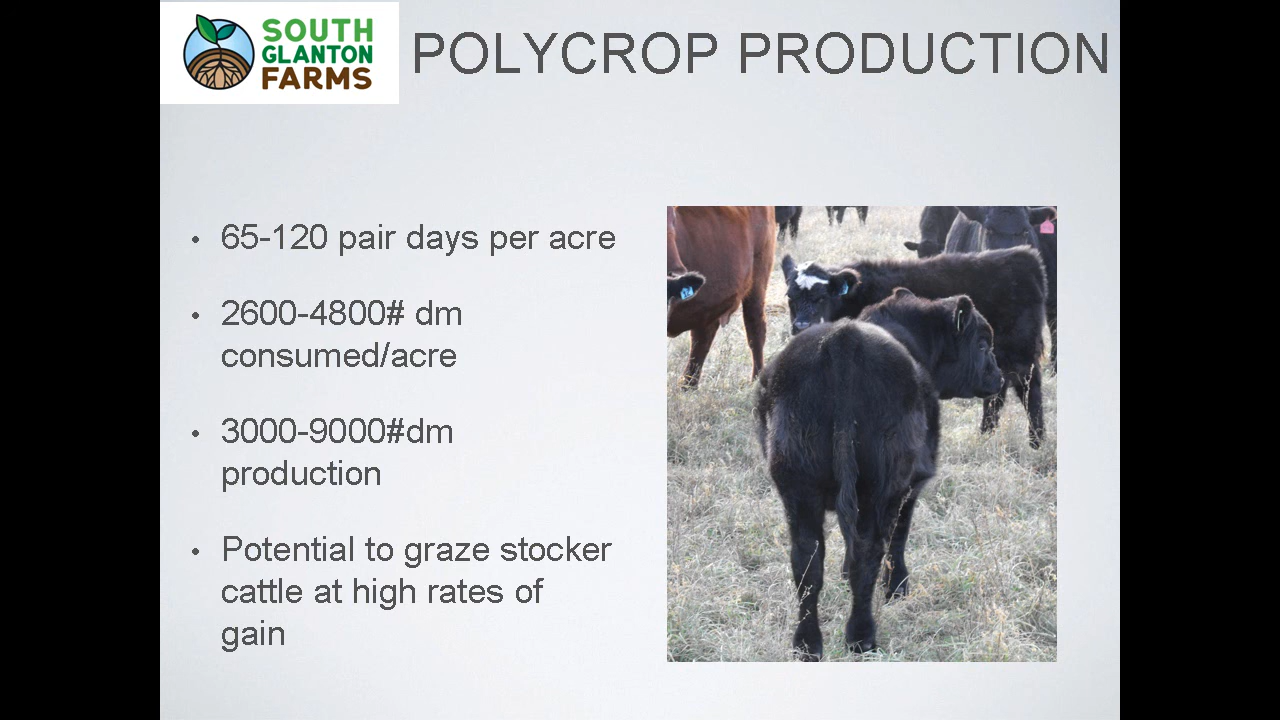 SOUTH
GLANTON
FARMS
POLYCROP PRODUCTION
• 65-120 pair days per acre
• 2600-4800# dm
consumed/acre
• 3000-9000#dm
production
• Potential to graze stocker
cattle at high rates of
gain